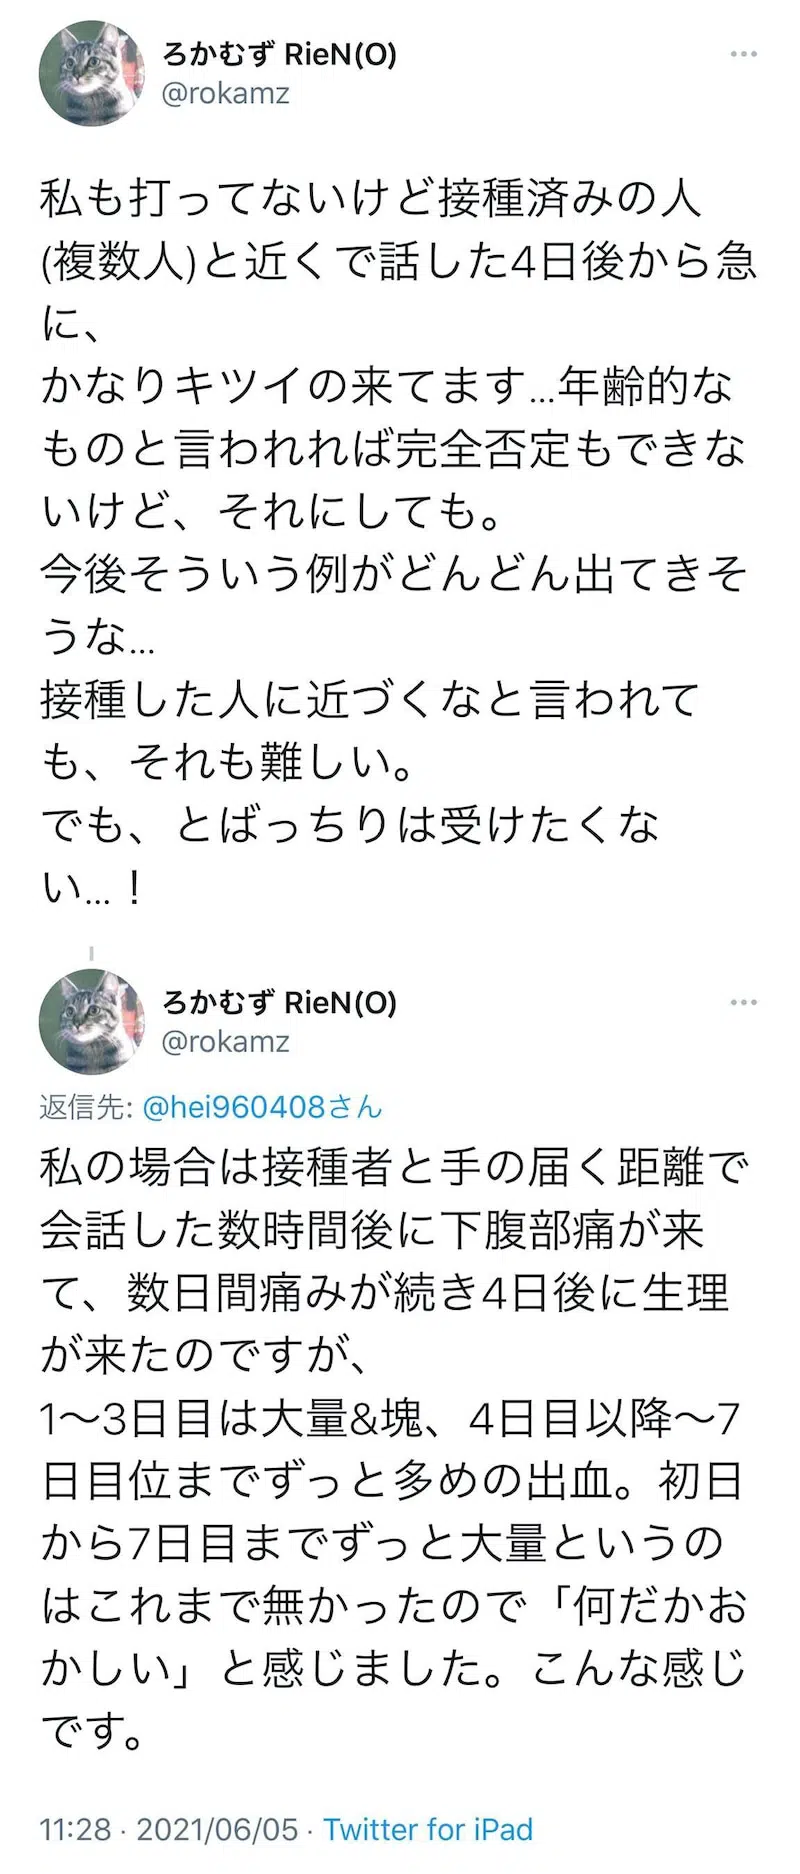 ろかむず RieN(O)
@rokamz
私も打ってないけど接種済みの人
(複数人)と近くで話した4日後から急
に、
かなりキツイの来てます...年齢的な
ものと言われれば完全否定もできな
いけど、それにしても。
今後そういう例がどんどん出てきそ
うな...
接種した人に近づくなと言われて
も、それも難しい。
でも、とばっちりは受けたくな
い...！
ろかむず RieN(O)
@rokamz
返信先: @hei960408さん
私の場合は接種者と手の届く距離で
会話した数時間後に下腹部痛が来
て、数日間痛みが続き4日後に生理
が来たのですが、
1〜3日目は大量&塊、4日目以降〜7
日目位までずっと多めの出血。初日
から7日目までずっと大量というの
はこれまで無かったので「何だかお
かしい」と感じました。こんな感じ
です。
11:28 · 2021/06/05 · Twitter for iPad